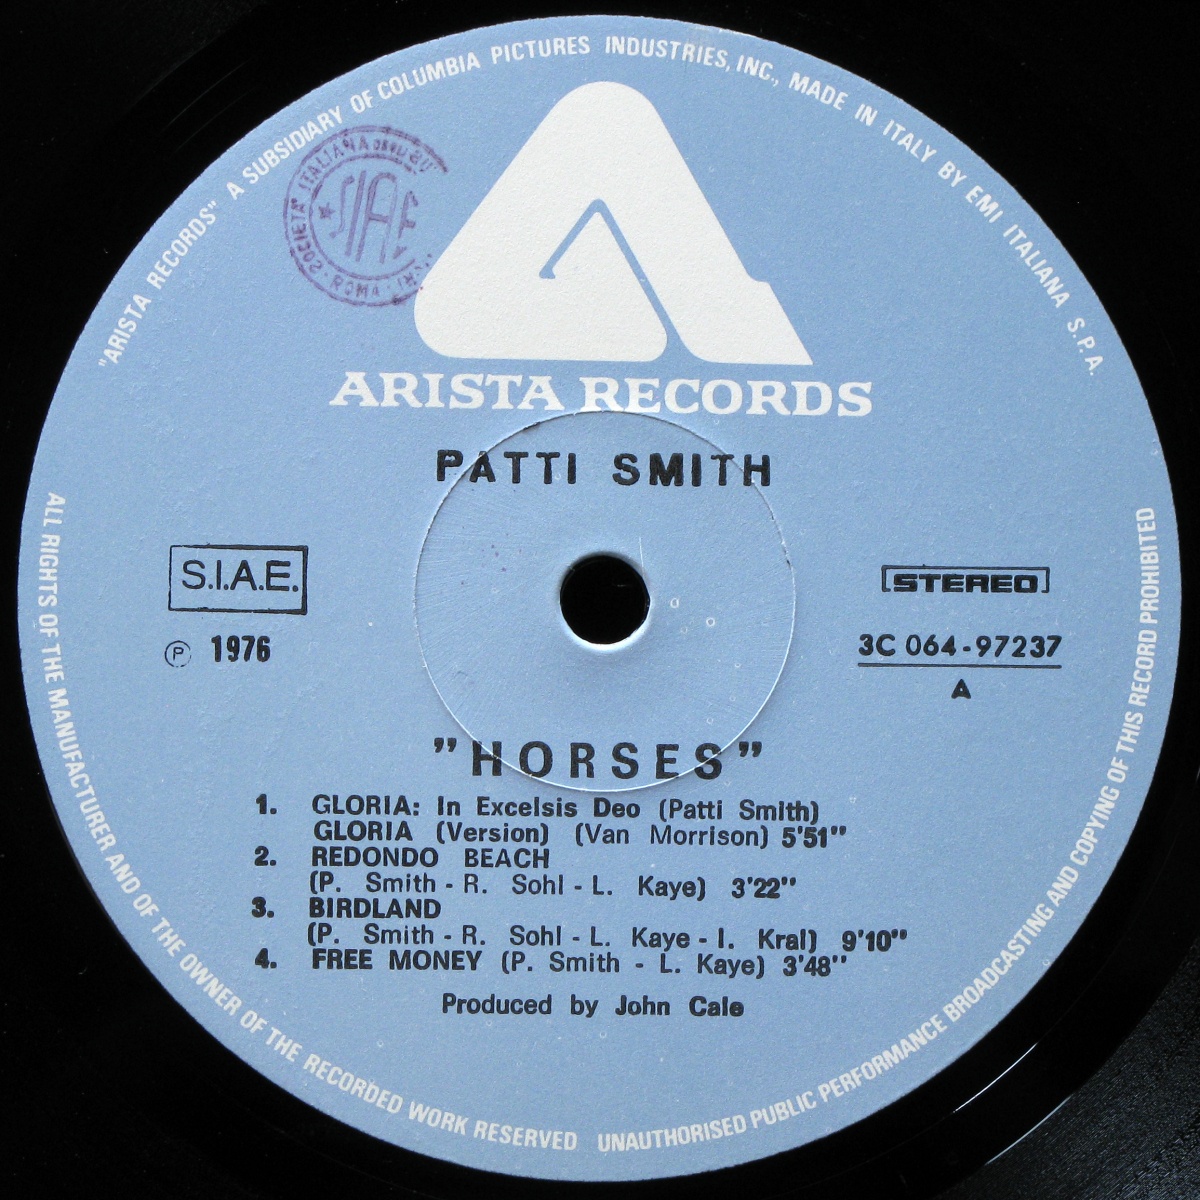 "ARISTA RECORDS" A SUBSIDIARY OF COLUMBIA PICTURES INDUSTRIES, INC., MADE IN ITALY BY EMI ITALIANA S.P.A.
SOCIETA' ITALIANA
SIAE
ROMA
ARISTA RECORDS
PATTI SMITH
S.I.A.E.
℗ 1976
STEREO
3C 064-97237
A
"HORSES"
1. GLORIA: In Excelsis Deo (Patti Smith)
GLORIA (Version) (Van Morrison) 5'51"
2. REDONDO BEACH
(P. Smith - R. Sohl - L. Kaye) 3'22"
3. BIRDLAND
(P. Smith - R. Sohl - L. Kaye - I. Kral) 9'10"
4. FREE MONEY (P. Smith - L. Kaye) 3'48"
Produced by John Cale
ALL RIGHTS OF THE MANUFACTURER AND OF THE OWNER OF THE RECORDED WORK RESERVED UNAUTHORISED PUBLIC PERFORMANCE BROADCASTING AND COPYING OF THIS RECORD PROHIBITED